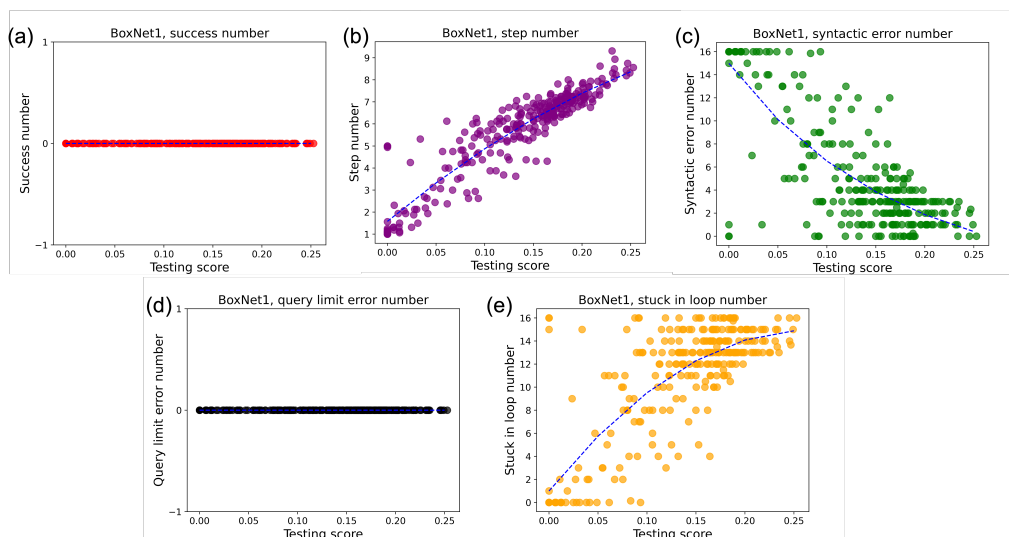 (a)
BoxNet1, success number
Success number
1
0
−1
0.00 0.05 0.10 0.15 0.20 0.25
Testing score
(b)
BoxNet1, step number
Step number
9
8
7
6
5
4
3
2
1
0.00 0.05 0.10 0.15 0.20 0.25
Testing score
(c)
BoxNet1, syntactic error number
Syntactic error number
16
14
12
10
8
6
4
2
0
0.00 0.05 0.10 0.15 0.20 0.25
Testing score
(d)
BoxNet1, query limit error number
Query limit error number
1
0
−1
0.00 0.05 0.10 0.15 0.20 0.25
Testing score
(e)
BoxNet1, stuck in loop number
Stuck in loop number
16
14
12
10
8
6
4
2
0
0.00 0.05 0.10 0.15 0.20 0.25
Testing score